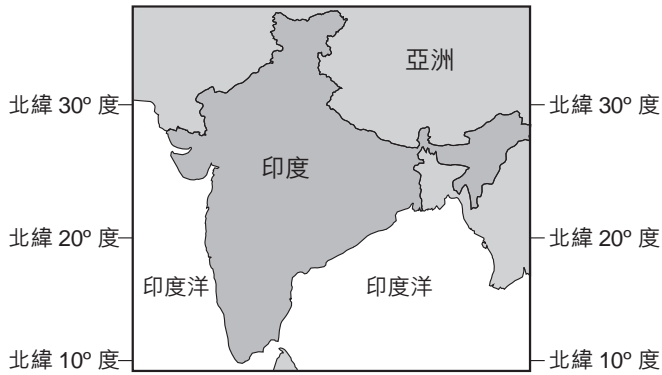 亞洲
北緯 30º 度
北緯 30º 度
印度
北緯 20º 度
北緯 20º 度
印度洋
印度洋
北緯 10º 度
北緯 10º 度